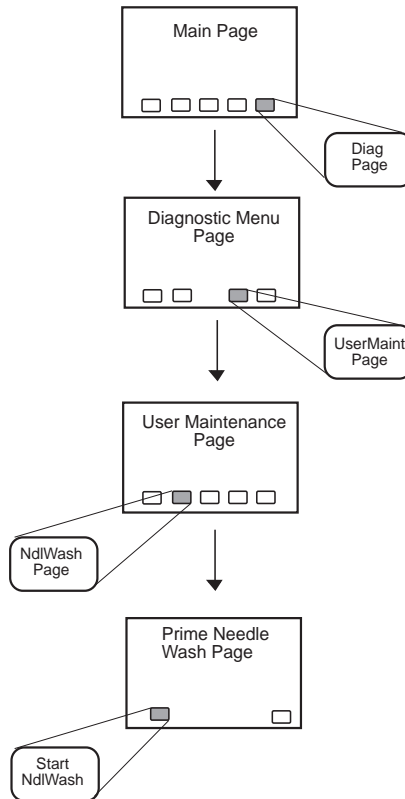 Main Page
Diag
Page
Diagnostic Menu
Page
UserMaint
Page
User Maintenance
Page
NdlWash
Page
Prime Needle
Wash Page
Start
NdlWash